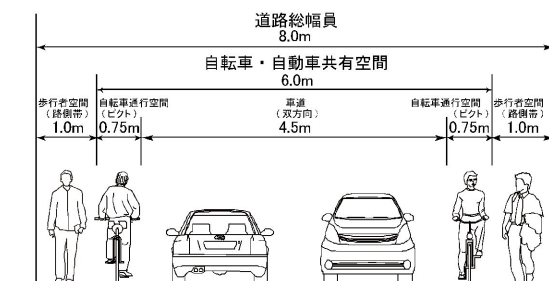 道路総幅員
8.0m
自転車・自動車共有空間
6.0m
歩行者空間
（路側帯）
1.0m
自転車通行空間
（ピクト）
0.75m
車道
（双方向）
4.5m
自転車通行空間
（ピクト）
0.75m
歩行者空間
（路側帯）
1.0m